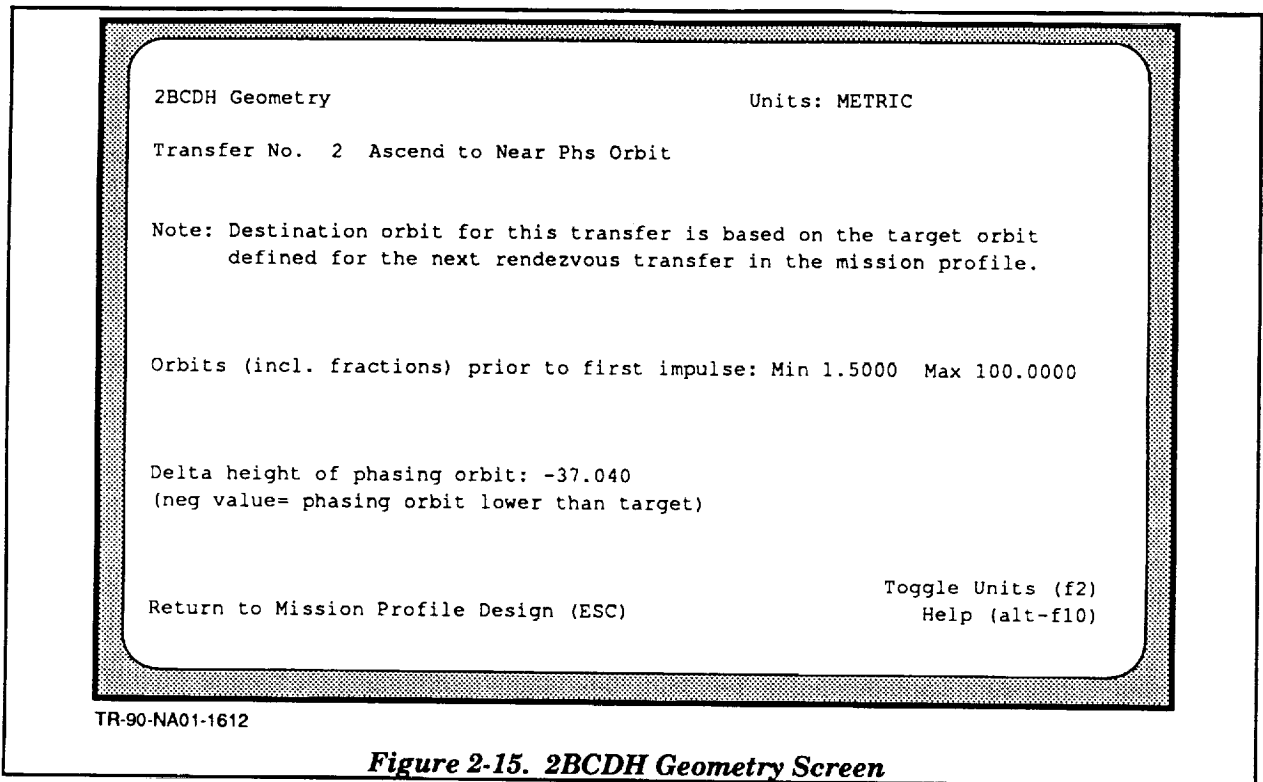 2BCDH Geometry Units: METRIC
Transfer No. 2 Ascend to Near Phs Orbit
Note: Destination orbit for this transfer is based on the target orbit
defined for the next rendezvous transfer in the mission profile.
Orbits (incl. fractions) prior to first impulse: Min 1.5000 Max 100.0000
Delta height of phasing orbit: -37.040
(neg value= phasing orbit lower than target)
Toggle Units (f2)
Return to Mission Profile Design (ESC) Help (alt-f10)
TR-90-NA01-1612
Figure 2-15. 2BCDH Geometry Screen